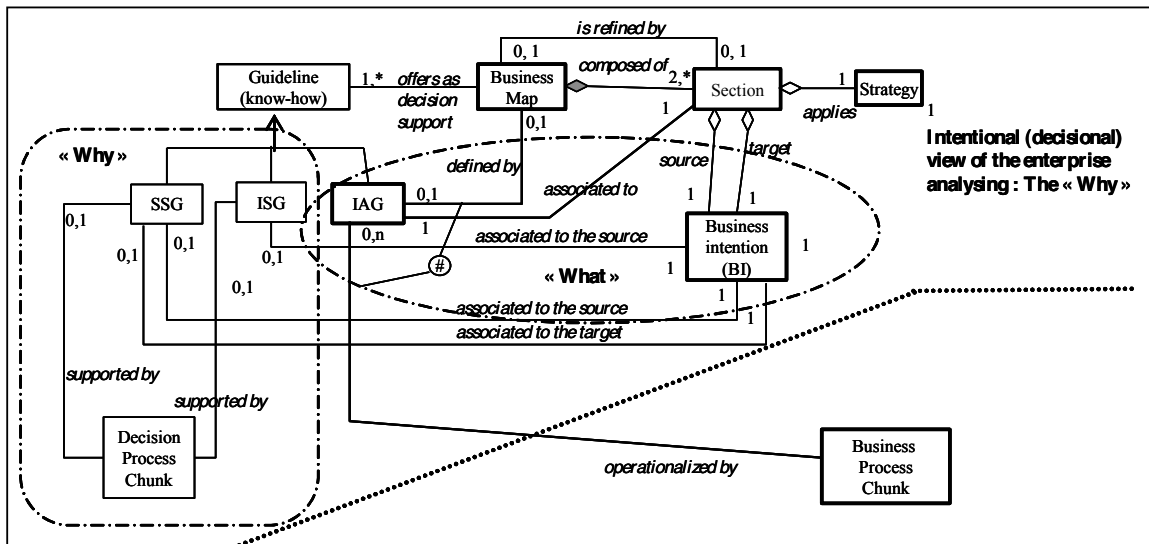 is refined by
0, 1
0, 1
Guideline
(know-how)
1,*
offers as
decision
support
Business
Map
composed of
2,*
Section
1
Strategy
applies
1
0,1
1
Intentional (decisional)
view of the enterprise
analysing : The « Why »
« Why »
defined by
source
target
associated to
SSG
ISG
IAG
0,1
1
1
1
0,1
0,1
0,1
0,1
0,n
associated to the source
Business
intention
(BI)
1
1
#
« What »
0,1
1
associated to the source
1
associated to the target
supported by
supported by
Decision
Process
Chunk
operationalized by
Business
Process
Chunk